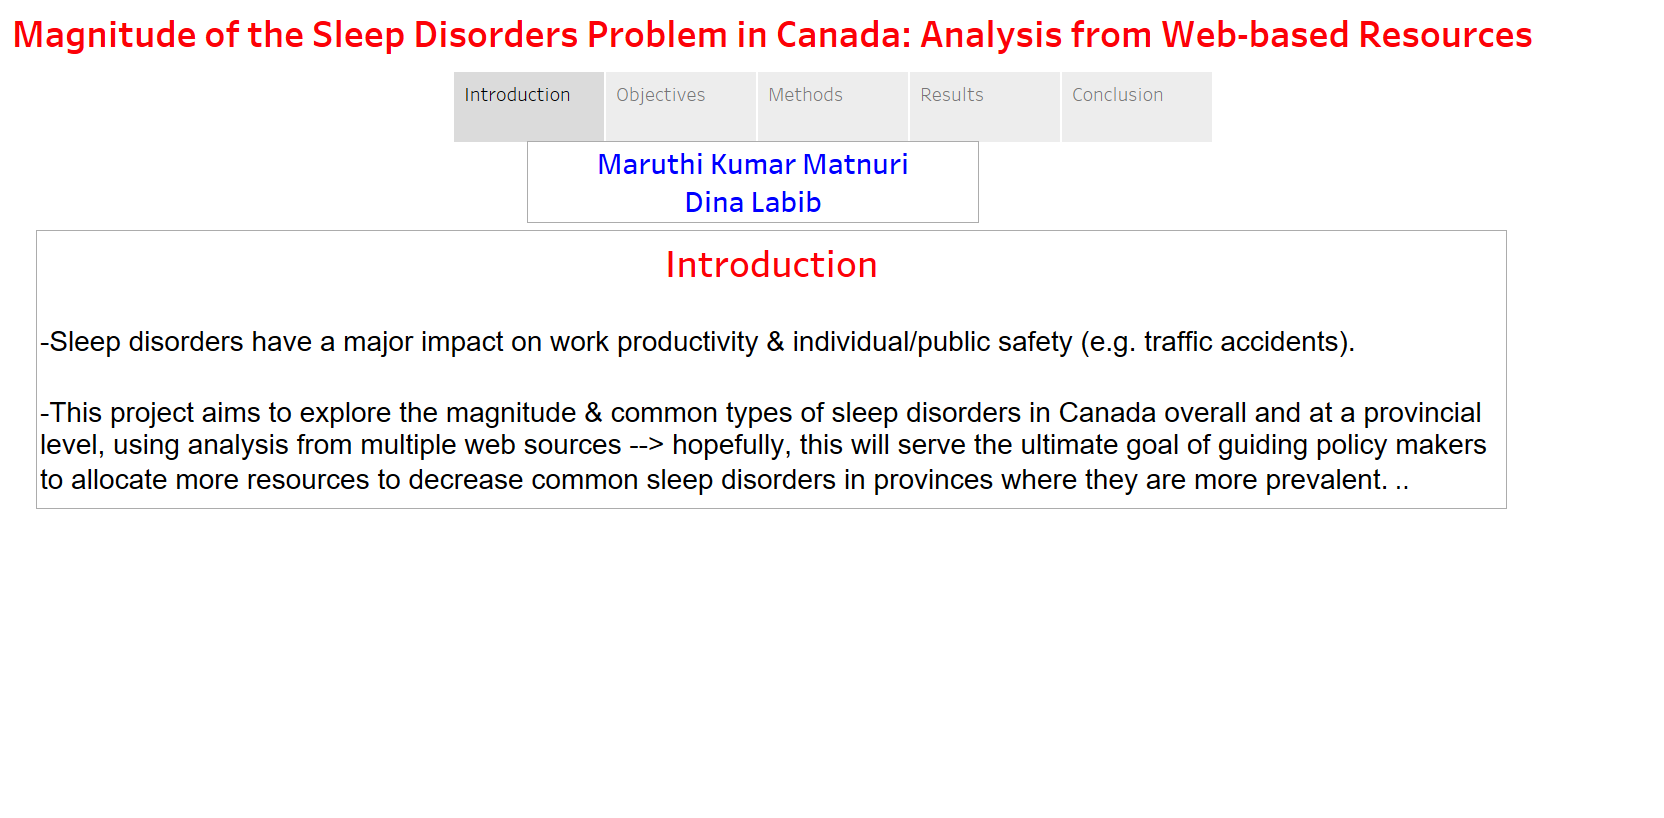 Magnitude of the Sleep Disorders Problem in Canada: Analysis from Web-based Resources
Introduction
Objectives
Methods
Results
Conclusion
Maruthi Kumar Matnuri
Dina Labib
Introduction
-Sleep disorders have a major impact on work productivity & individual/public safety (e.g. traffic accidents).
-This project aims to explore the magnitude & common types of sleep disorders in Canada overall and at a provincial
level, using analysis from multiple web sources --> hopefully, this will serve the ultimate goal of guiding policy makers
to allocate more resources to decrease common sleep disorders in provinces where they are more prevalent. ..